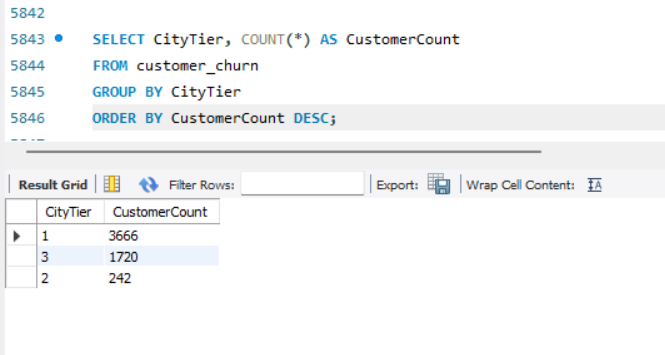 5842
5843 SELECT CityTier, COUNT(*) AS CustomerCount
5844 FROM customer_churn
5845 GROUP BY CityTier
5846 ORDER BY CustomerCount DESC;
Result Grid Filter Rows: Export: Wrap Cell Content: IA
CityTier CustomerCount
1 3666
3 1720
2 242